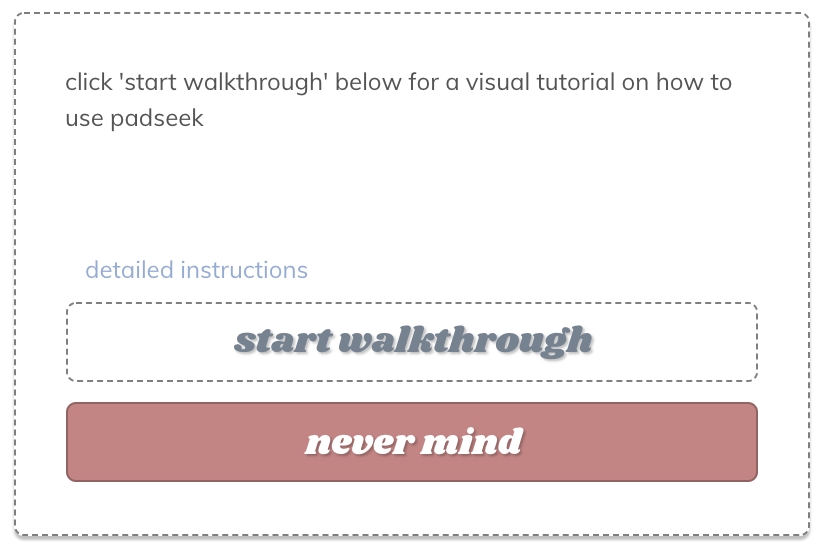 click 'start walkthrough' below for a visual tutorial on how to
use padseek
detailed instructions
start walkthrough
never mind